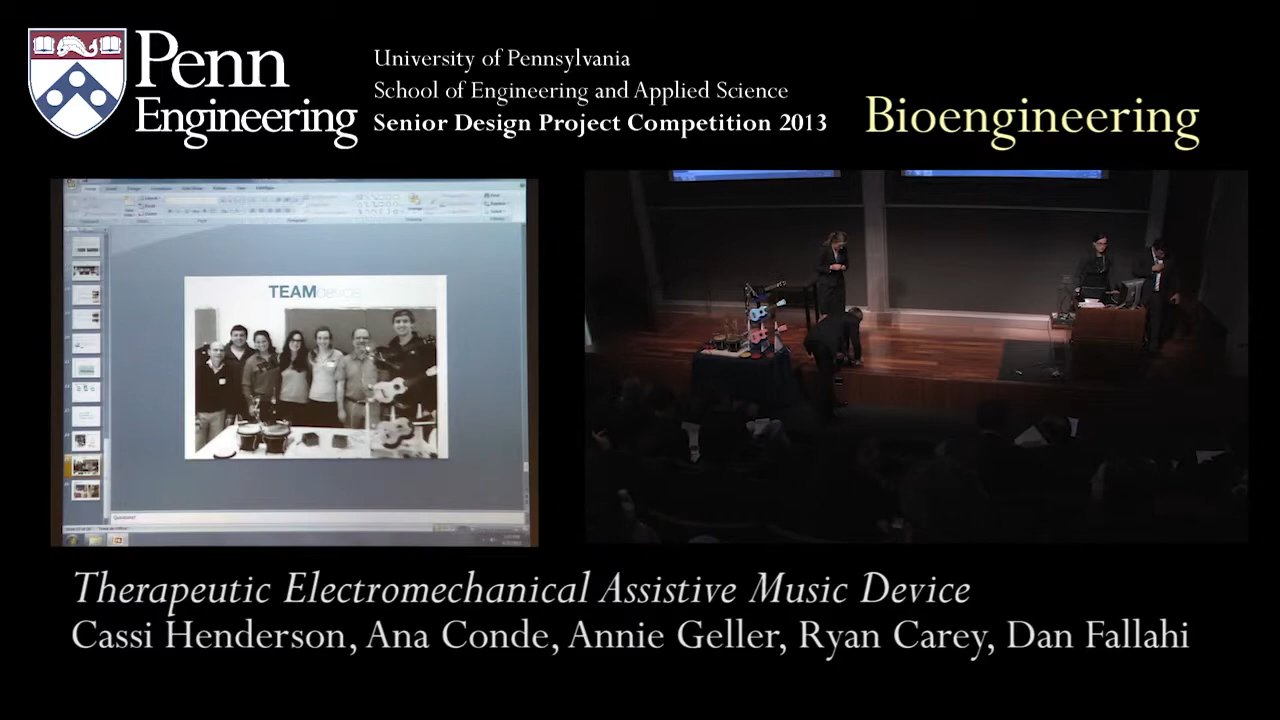 Penn
Engineering
University of Pennsylvania
School of Engineering and Applied Science
Senior Design Project Competition 2013
Bioengineering
TEAMdevice
Therapeutic Electromechanical Assistive Music Device
Cassi Henderson, Ana Conde, Annie Geller, Ryan Carey, Dan Fallahi